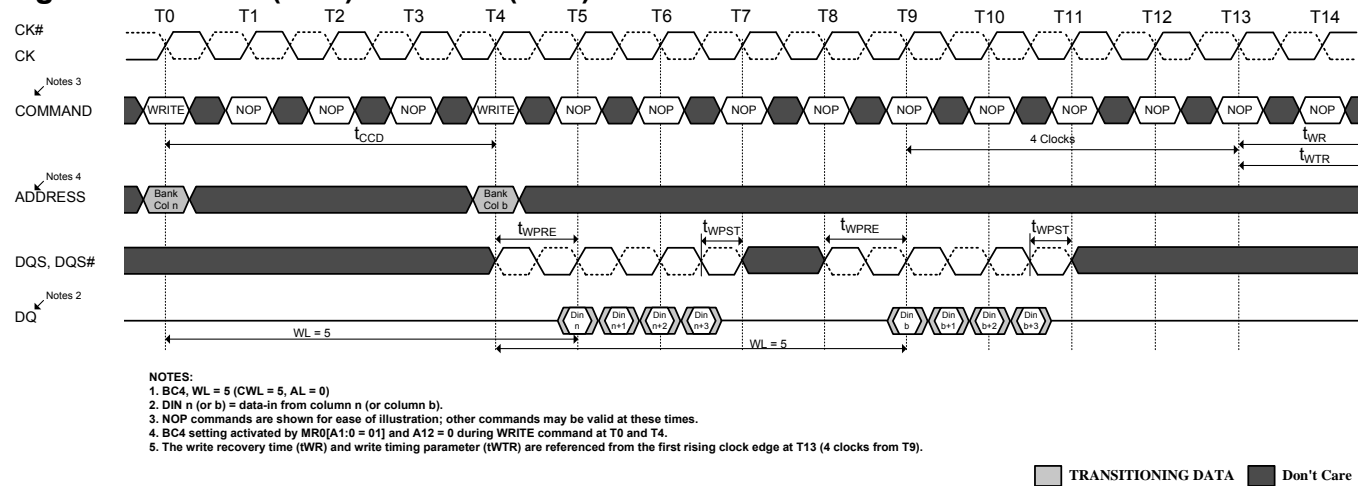 T0 T1 T2 T3 T4 T5 T6 T7 T8 T9 T10 T11 T12 T13 T14
CK#
CK
Notes 3
COMMAND
WRITE NOP NOP NOP WRITE NOP NOP NOP NOP NOP NOP NOP NOP NOP NOP
tCCD
4 Clocks
tWR
tWTR
Notes 4
ADDRESS
Bank Bank
Col n Col b
tWPRE tWPST tWPRE tWPST
DQS, DQS#
Notes 2
DQ
Din Din Din Din Din Din Din Din
n n+1 n+2 n+3 b b+1 b+2 b+3
WL = 5
WL = 5
NOTES:
1. BC4, WL = 5 (CWL = 5, AL = 0)
2. DIN n (or b) = data-in from column n (or column b).
3. NOP commands are shown for ease of illustration; other commands may be valid at these times.
4. BC4 setting activated by MR0[A1:0 = 01] and A12 = 0 during WRITE command at T0 and T4.
5. The write recovery time (tWR) and write timing parameter (tWTR) are referenced from the first rising clock edge at T13 (4 clocks from T9).
TRANSITIONING DATA Don't Care